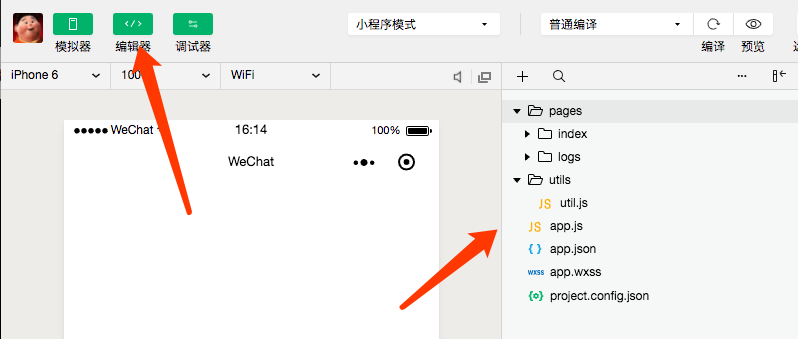 小程序模式 普通编译
模拟器 编辑器 调试器 编译 预览
iPhone 6 100 WiFi
WeChat 16:14 100%
WeChat
pages
index
logs
utils
JS util.js
JS app.js
{ } app.json
wxss app.wxss
project.config.json